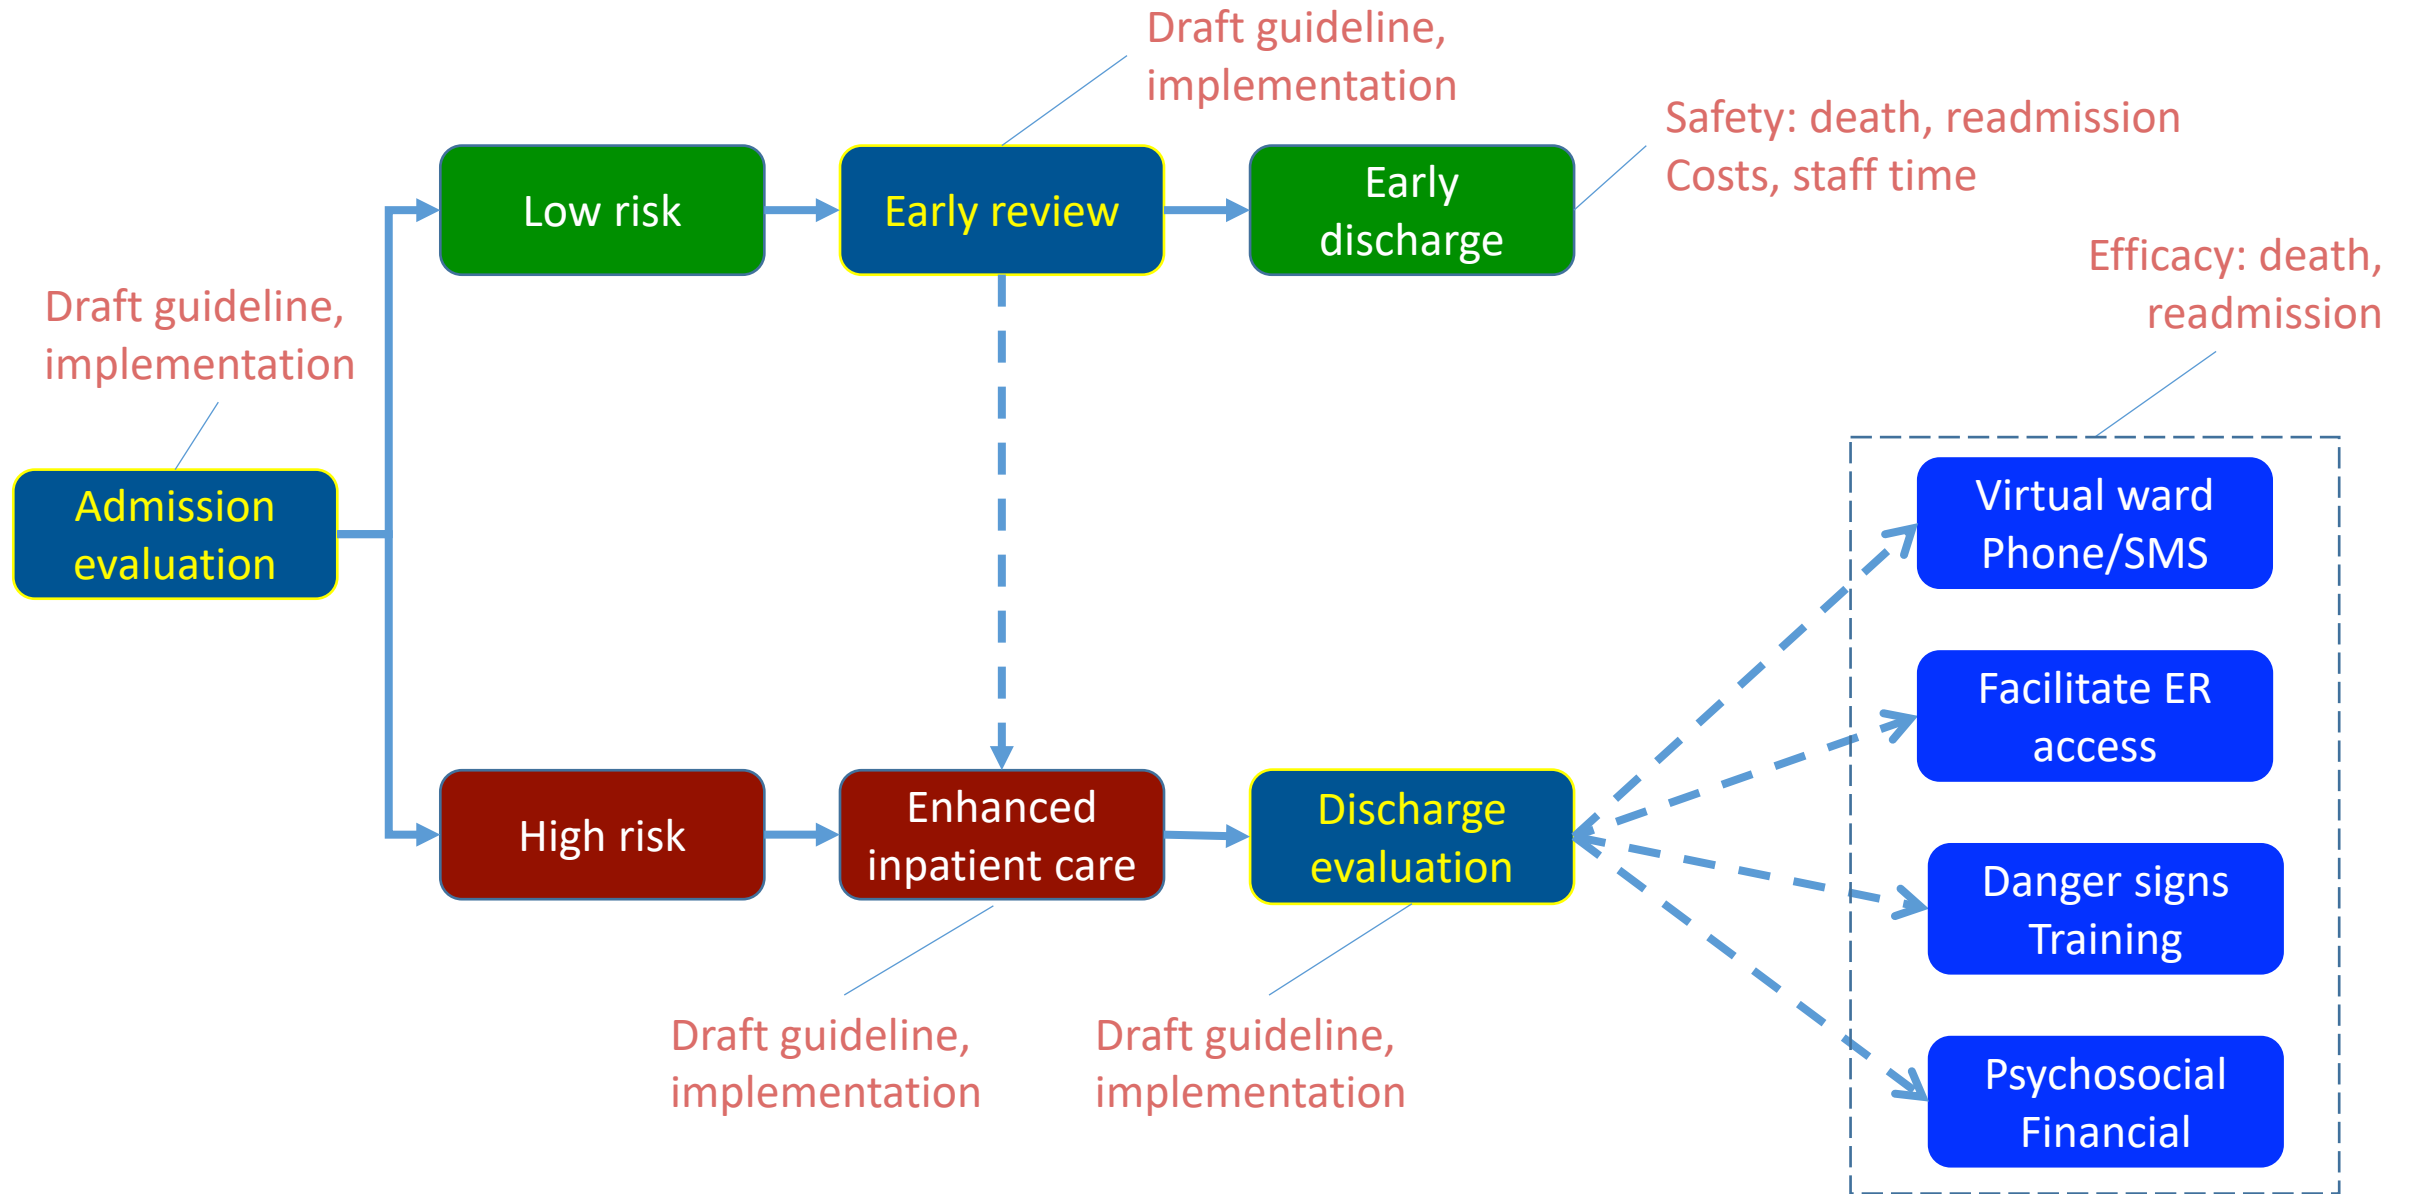 Draft guideline,
implementation
Safety: death, readmission
Costs, staff time
Low risk
Early review
Early
discharge
Efficacy: death,
readmission
Draft guideline,
implementation
Admission
evaluation
Virtual ward
Phone/SMS
Facilitate ER
access
High risk
Enhanced
inpatient care
Discharge
evaluation
Danger signs
Training
Draft guideline,
implementation
Draft guideline,
implementation
Psychosocial
Financial